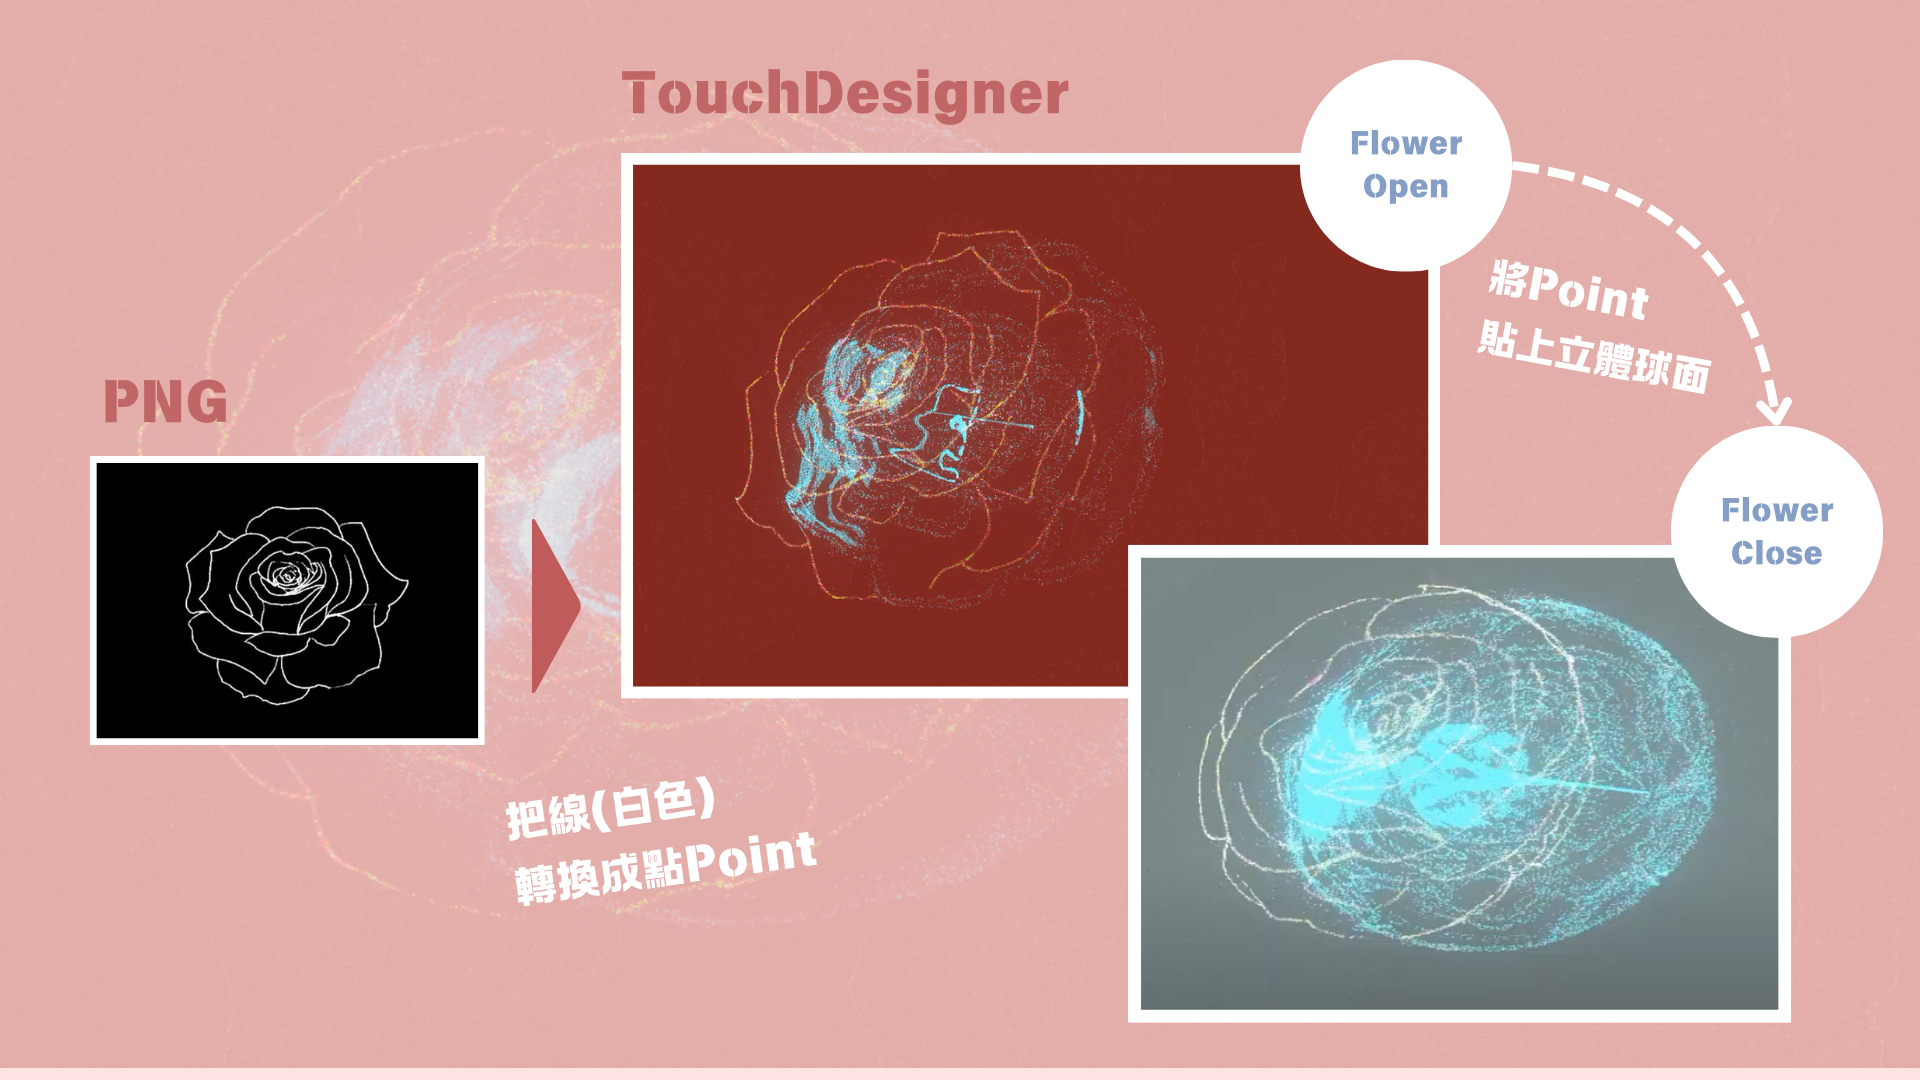 PNG
TouchDesigner
把線(白色)
轉換成點Point
Flower
Open
將Point
貼上立體球面
Flower
Close